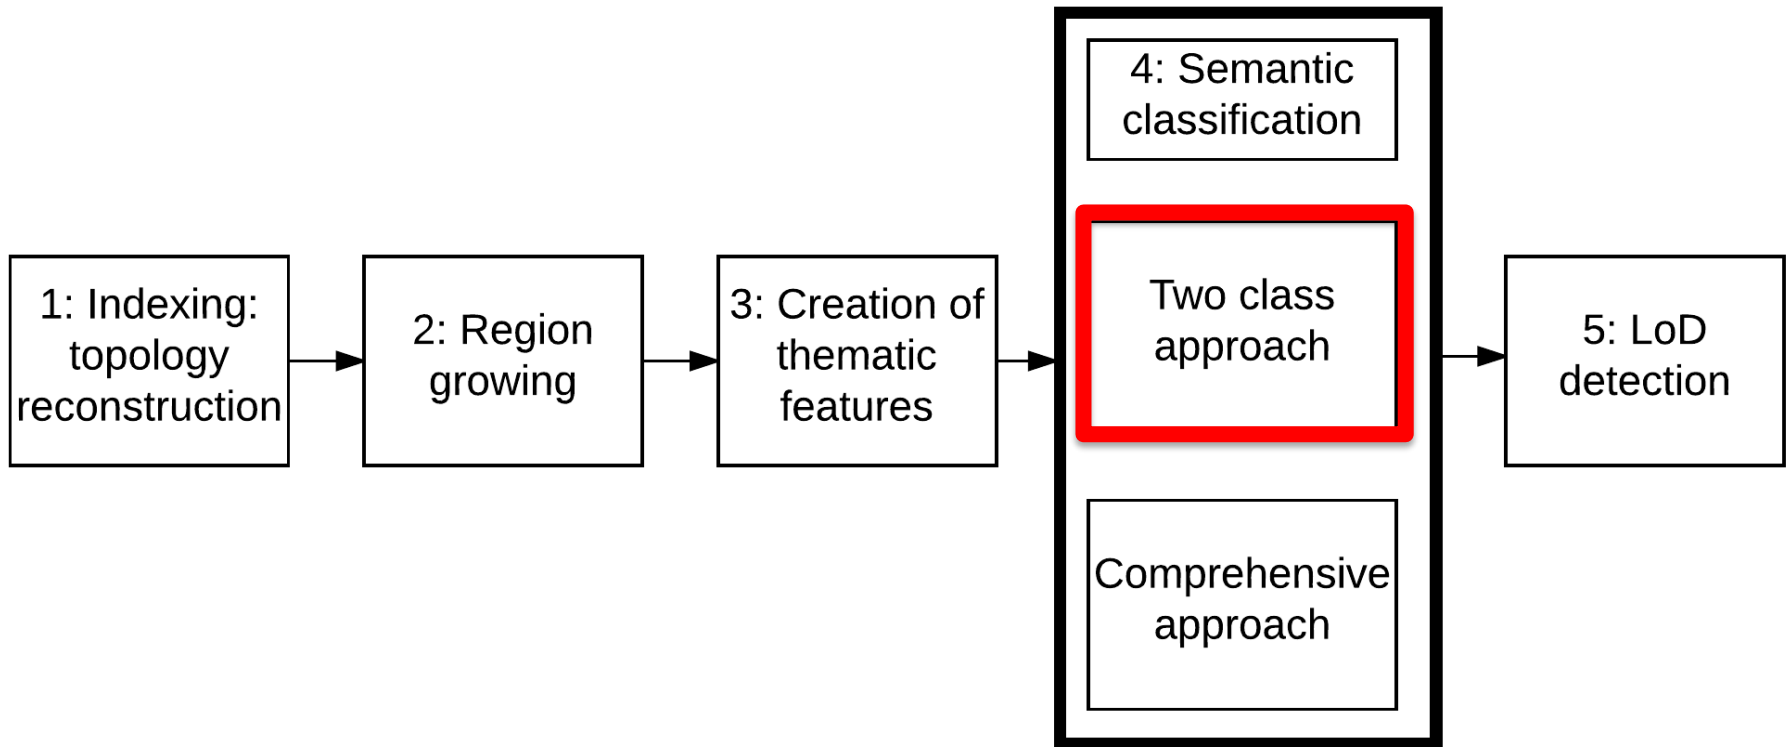 1: Indexing:
topology
reconstruction
2: Region
growing
3: Creation of
thematic
features
4: Semantic
classification
Two class
approach
Comprehensive
approach
5: LoD
detection